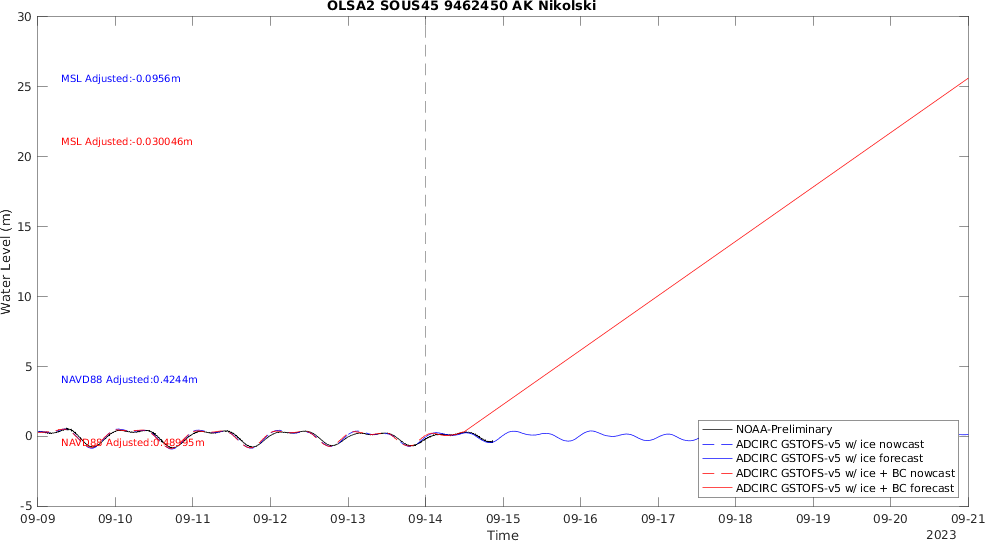 OLSA2 SOUS45 9462450 AK Nikolski
30
25
20
15
10
5
0
-5
Water Level (m)
MSL Adjusted:-0.0956m
MSL Adjusted:-0.030046m
NAVD88 Adjusted:0.4244m
NAVD88 Adjusted:0.48995m
NOAA-Preliminary
ADCIRC GSTOFS-v5 w/ ice nowcast
ADCIRC GSTOFS-v5 w/ ice forecast
ADCIRC GSTOFS-v5 w/ ice + BC nowcast
ADCIRC GSTOFS-v5 w/ ice + BC forecast
09-09 09-10 09-11 09-12 09-13 09-14 09-15 09-16 09-17 09-18 09-19 09-20 09-21
Time
2023